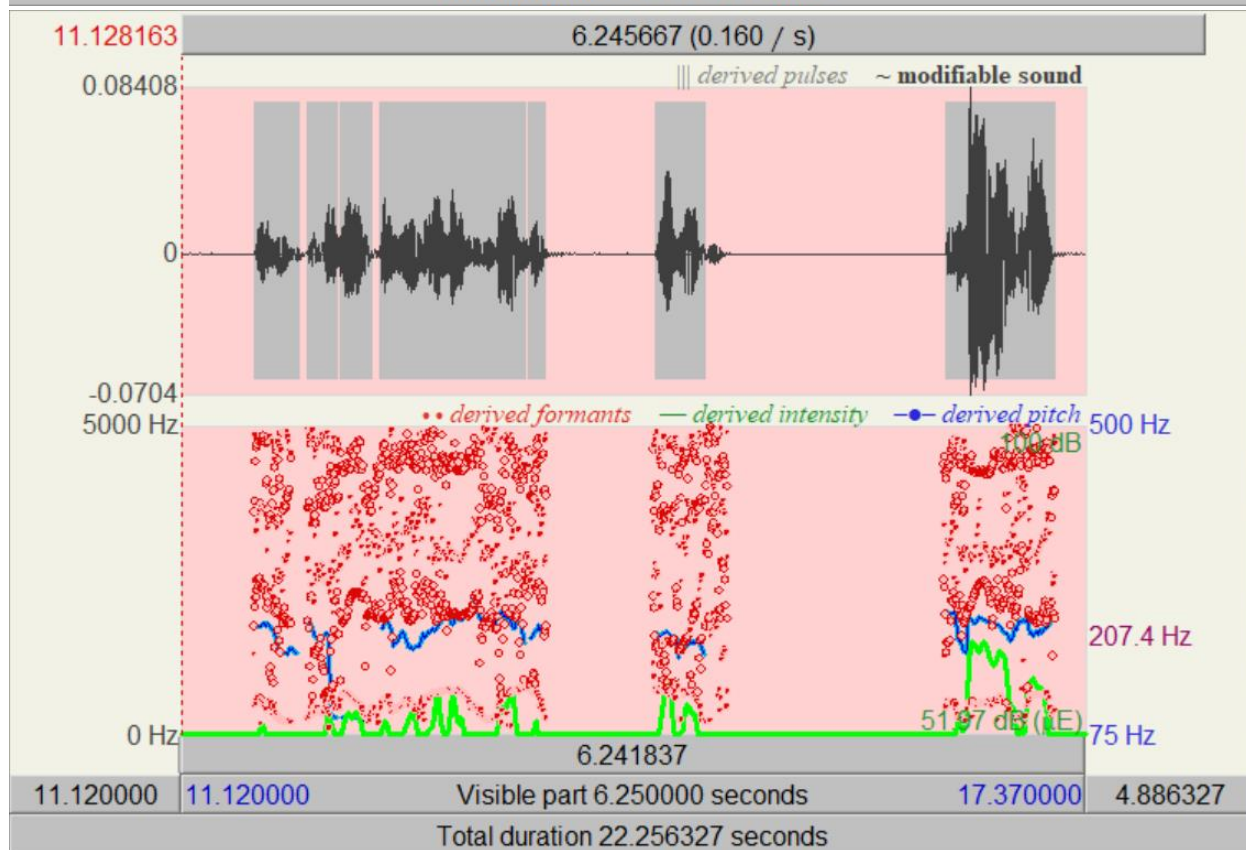 11.128163 6.245667 (0.160 / s)
||| derived pulses ~ modifiable sound
0.08408
0
-0.0704
5000 Hz •• derived formants — derived intensity –●– derived pitch 500 Hz
100 dB
207.4 Hz
51.97 dB (µE)
0 Hz 75 Hz
6.241837
11.120000 11.120000 Visible part 6.250000 seconds 17.370000 4.886327
Total duration 22.256327 seconds